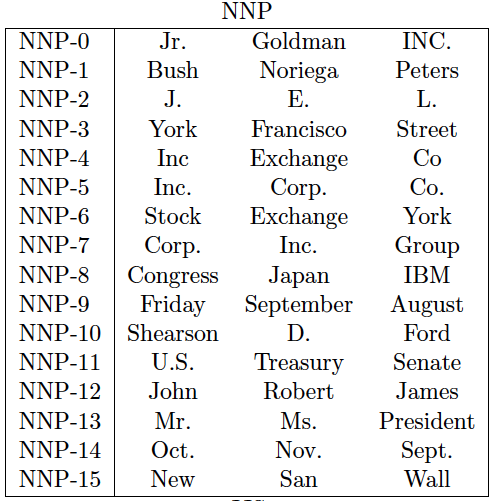 NNP
NNP-0 Jr. Goldman INC.
NNP-1 Bush Noriega Peters
NNP-2 J. E. L.
NNP-3 York Francisco Street
NNP-4 Inc Exchange Co
NNP-5 Inc. Corp. Co.
NNP-6 Stock Exchange York
NNP-7 Corp. Inc. Group
NNP-8 Congress Japan IBM
NNP-9 Friday September August
NNP-10 Shearson D. Ford
NNP-11 U.S. Treasury Senate
NNP-12 John Robert James
NNP-13 Mr. Ms. President
NNP-14 Oct. Nov. Sept.
NNP-15 New San Wall